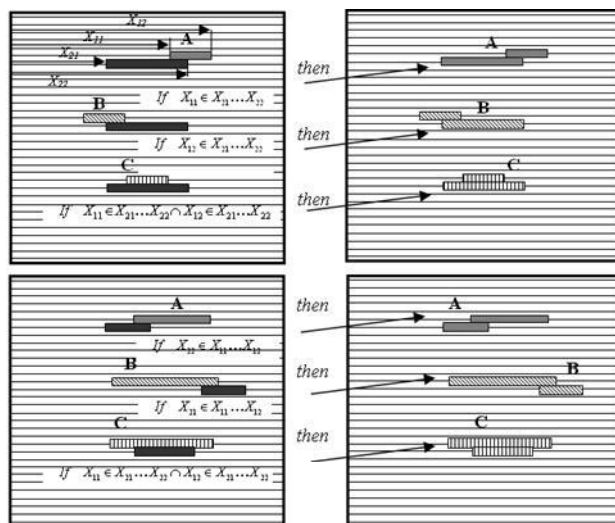 X₁₂
X₁₁ A
X₂₁
X₂₂
If X₁₁ ∈ X₂₁…X₂₂
B
If X₁₂ ∈ X₂₁…X₂₂
C
If X₁₁ ∈ X₂₁…X₂₂ ∩ X₁₂ ∈ X₂₁…X₂₂
then
then
then
A
B
C
A
If X₂₂ ∈ X₁₁…X₁₂
B
If X₂₁ ∈ X₁₁…X₁₂
C
If X₁₁ ∈ X₂₁…X₂₂ ∩ X₁₂ ∈ X₂₁…X₂₂
then
then
then
A
B
C